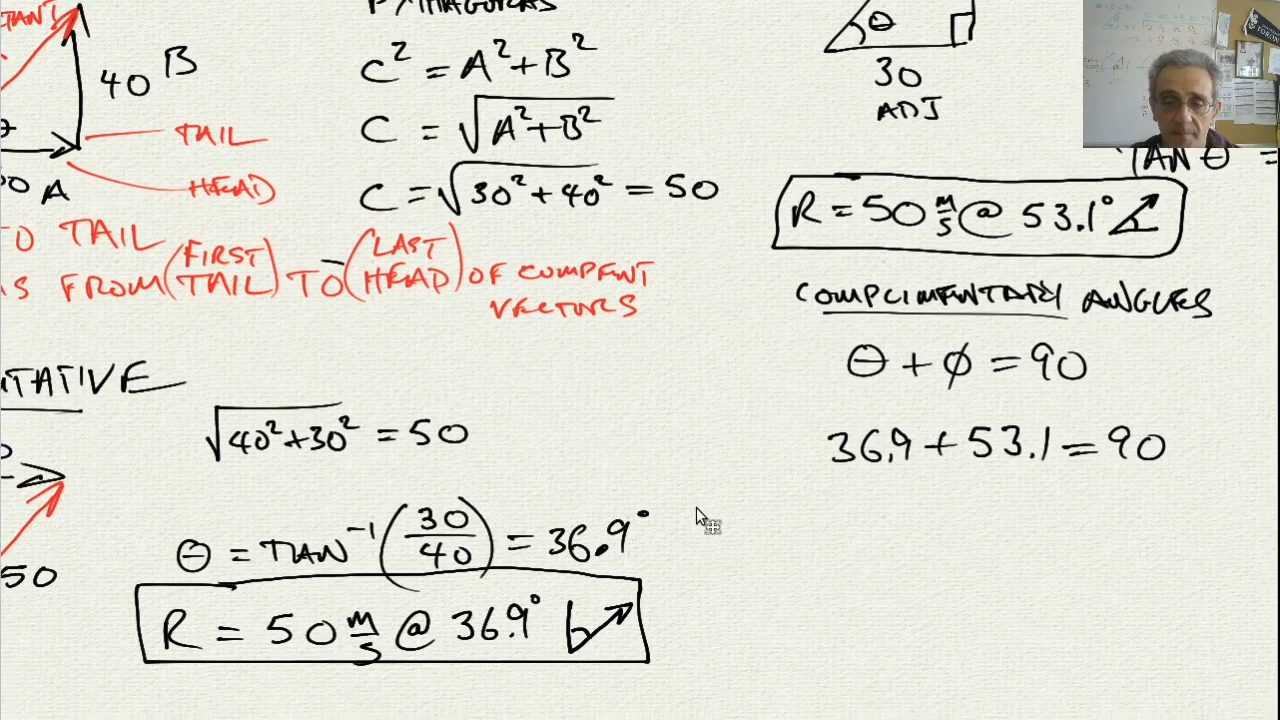 PYTHAGORAS
40 B
C² = A² + B²
C = √A² + B²
C = √30² + 40² = 50
TAIL
HEAD
A
TO TAIL
FROM (FIRST TAIL) TO (LAST HEAD) OF COMPENT
VECTORS
TATIVE
√40² + 30² = 50
50
θ = TAN⁻¹ (30/40) = 36.9°
R = 50 m/s @ 36.9°
θ
30
ADJ
TAN θ =
R = 50 m/s @ 53.1°
COMPLIMENTARY ANGLES
θ + φ = 90
36.9 + 53.1 = 90